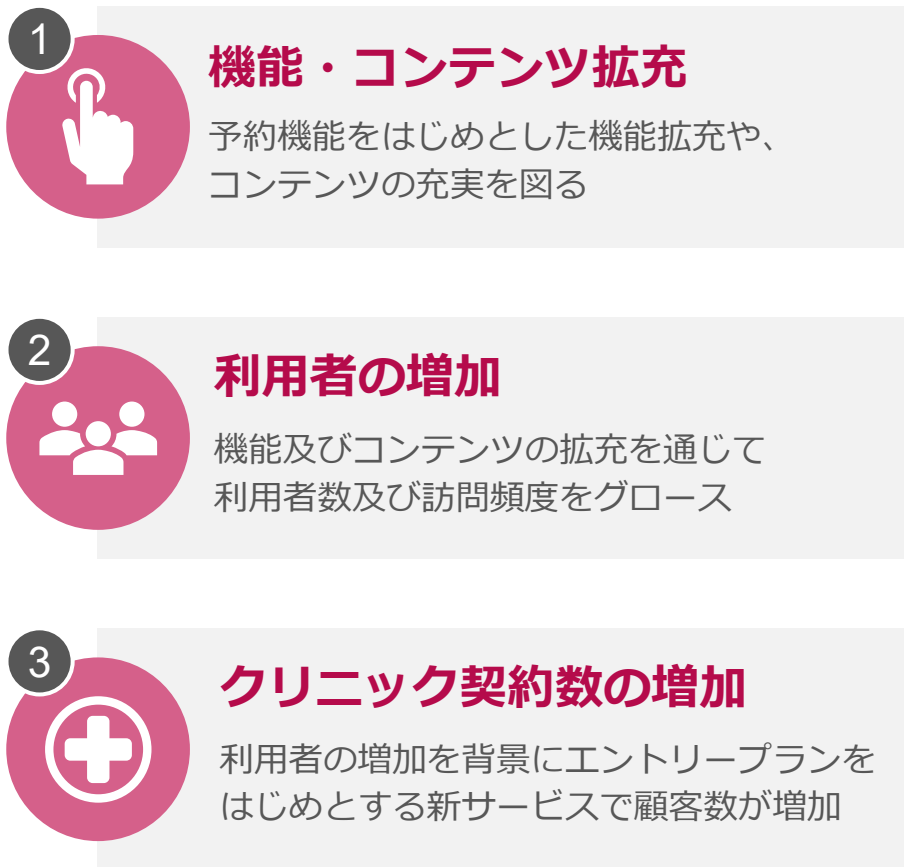 1
機能・コンテンツ拡充
予約機能をはじめとした機能拡充や、
コンテンツの充実を図る
2
利用者の増加
機能及びコンテンツの拡充を通じて
利用者数及び訪問頻度をグロース
3
クリニック契約数の増加
利用者の増加を背景にエントリープランを
はじめとする新サービスで顧客数が増加